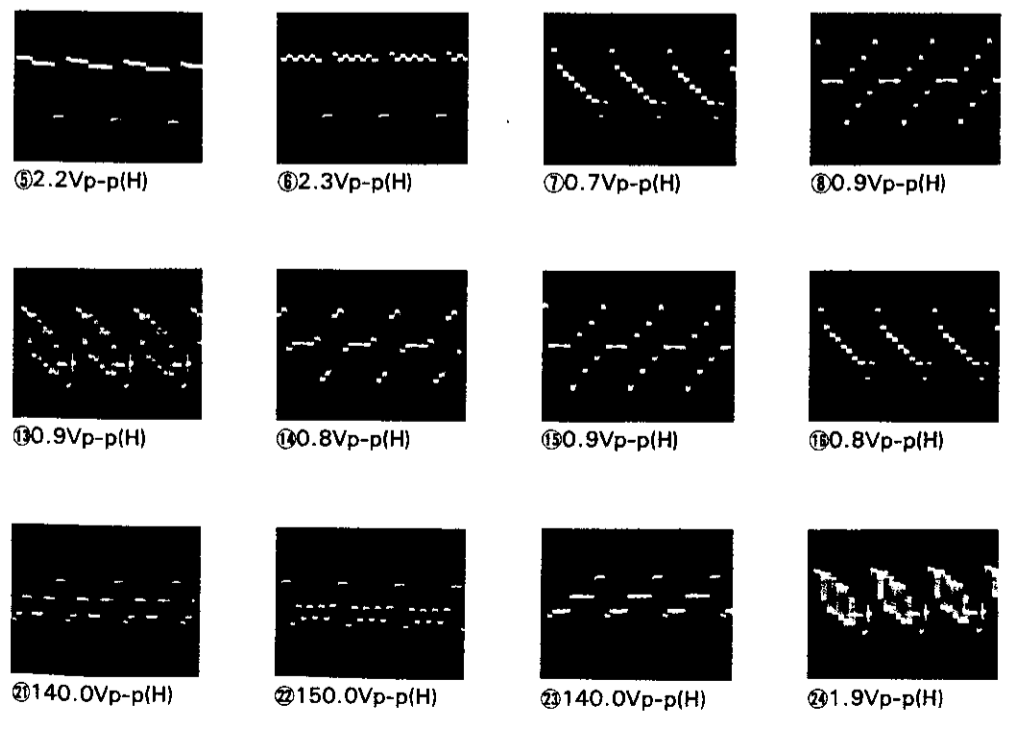 ⑤2.2Vp-p(H)
⑥2.3Vp-p(H)
⑦0.7Vp-p(H)
⑧0.9Vp-p(H)
⑬0.9Vp-p(H)
⑭0.8Vp-p(H)
⑮0.9Vp-p(H)
⑯0.8Vp-p(H)
㉑140.0Vp-p(H)
㉒150.0Vp-p(H)
㉓140.0Vp-p(H)
㉔1.9Vp-p(H)